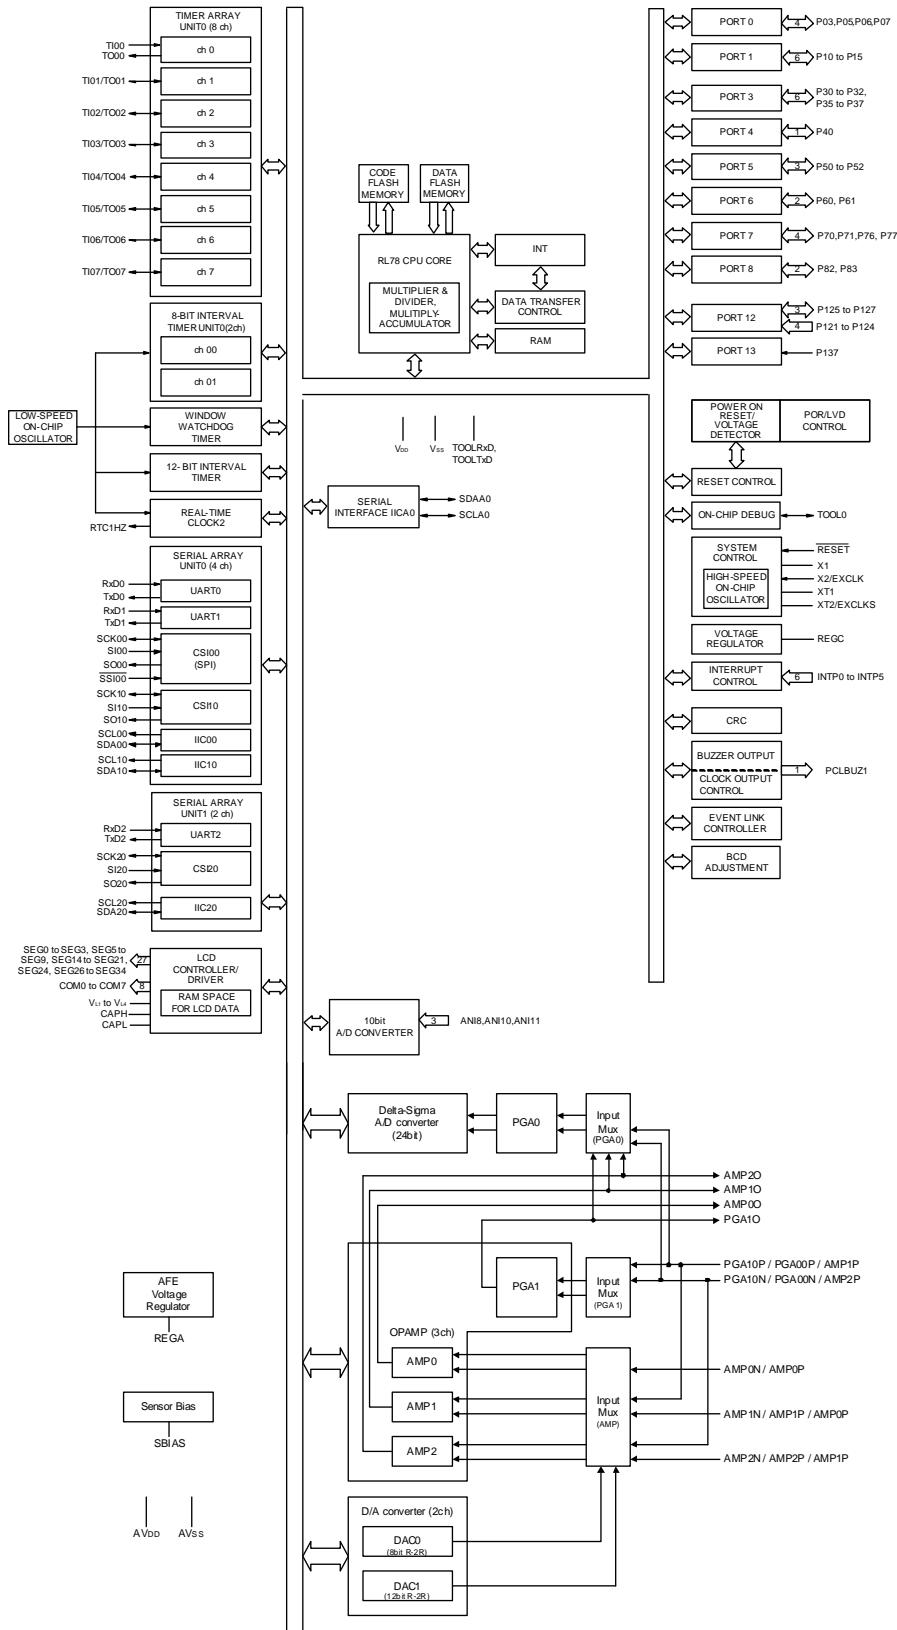 TIMER ARRAY
UNIT0 (8 ch)
ch 0
TI00
TO00
ch 1
TI01/TO01
ch 2
TI02/TO02
ch 3
TI03/TO03
ch 4
TI04/TO04
ch 5
TI05/TO05
ch 6
TI06/TO06
ch 7
TI07/TO07
8-BIT INTERVAL
TIMER UNIT0(2ch)
ch 00
ch 01
LOW-SPEED
ON-CHIP
OSCILLATOR
WINDOW
WATCHDOG
TIMER
12- BIT INTERVAL
TIMER
REAL-TIME
CLOCK2
RTC1HZ
SERIAL ARRAY
UNIT0 (4 ch)
RxD0
TxD0
UART0
RxD1
TxD1
UART1
SCK00
SI00
SO00
SSI00
CSI00
(SPI)
SCK10
SI10
SO10
CSI10
SCL00
SDA00
IIC00
SCL10
SDA10
IIC10
SERIAL ARRAY
UNIT1 (2 ch)
RxD2
TxD2
UART2
SCK20
SI20
SO20
CSI20
SCL20
SDA20
IIC20
SEG0 to SEG3, SEG5 to
SEG9, SEG14 to SEG21,
SEG24, SEG26 to SEG34
27
COM0 to COM7
8
VL1 to VL4
CAPH
CAPL
LCD
CONTROLLER/
DRIVER
RAM SPACE
FOR LCD DATA
CODE
FLASH
MEMORY
DATA
FLASH
MEMORY
RL78 CPU CORE
MULTIPLIER &
DIVIDER,
MULITIPLY-
ACCUMULATOR
INT
DATA TRANSFER
CONTROL
RAM
VDD
VSS
TOOLRxD,
TOOLTxD
SERIAL
INTERFACE IICA0
SDAA0
SCLA0
10bit
A/D CONVERTER
3
ANI8,ANI10,ANI11
PORT 0
4
P03,P05,P06,P07
PORT 1
6
P10 to P15
PORT 3
6
P30 to P32,
P35 to P37
PORT 4
1
P40
PORT 5
3
P50 to P52
PORT 6
2
P60, P61
PORT 7
4
P70,P71,P76, P77
PORT 8
2
P82, P83
PORT 12
3
P125 to P127
4
P121 to P124
PORT 13
P137
POWER ON
RESET/
VOLTAGE
DETECTOR
POR/LVD
CONTROL
RESET CONTROL
ON-CHIP DEBUG
TOOL0
SYSTEM
CONTROL
HIGH-SPEED
ON-CHIP
OSCILLATOR
RESET
X1
X2/EXCLK
XT1
XT2/EXCLKS
VOLTAGE
REGULATOR
REGC
INTERRUPT
CONTROL
6
INTP0 to INTP5
CRC
BUZZER OUTPUT
CLOCK OUTPUT
CONTROL
1
PCLBUZ1
EVENT LINK
CONTROLLER
BCD
ADJUSTMENT
Delta-Sigma
A/D converter
(24bit)
PGA0
Input
Mux
(PGA0)
AMP2O
AMP1O
AMP0O
PGA1O
PGA1
Input
Mux
(PGA 1)
PGA10P / PGA00P / AMP1P
PGA10N / PGA00N / AMP2P
OPAMP (3ch)
AMP0
AMP1
AMP2
Input
Mux
(AMP)
AMP0N / AMP0P
AMP1N / AMP1P / AMP0P
AMP2N / AMP2P / AMP1P
D/A converter (2ch)
DAC0
(8bit R-2R)
DAC1
(12bit R-2R)
AFE
Voltage
Regulator
REGA
Sensor Bias
SBIAS
AVDD
AVSS